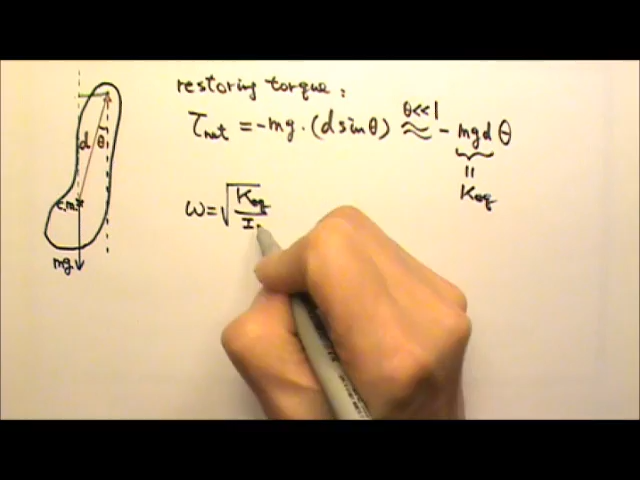 restoring torque:
τnet = -mg·(d sinθ) ≈ -mgd θ
θ<<1
d θ
=
Keq
c.m.
ω=√Keq/I
mg